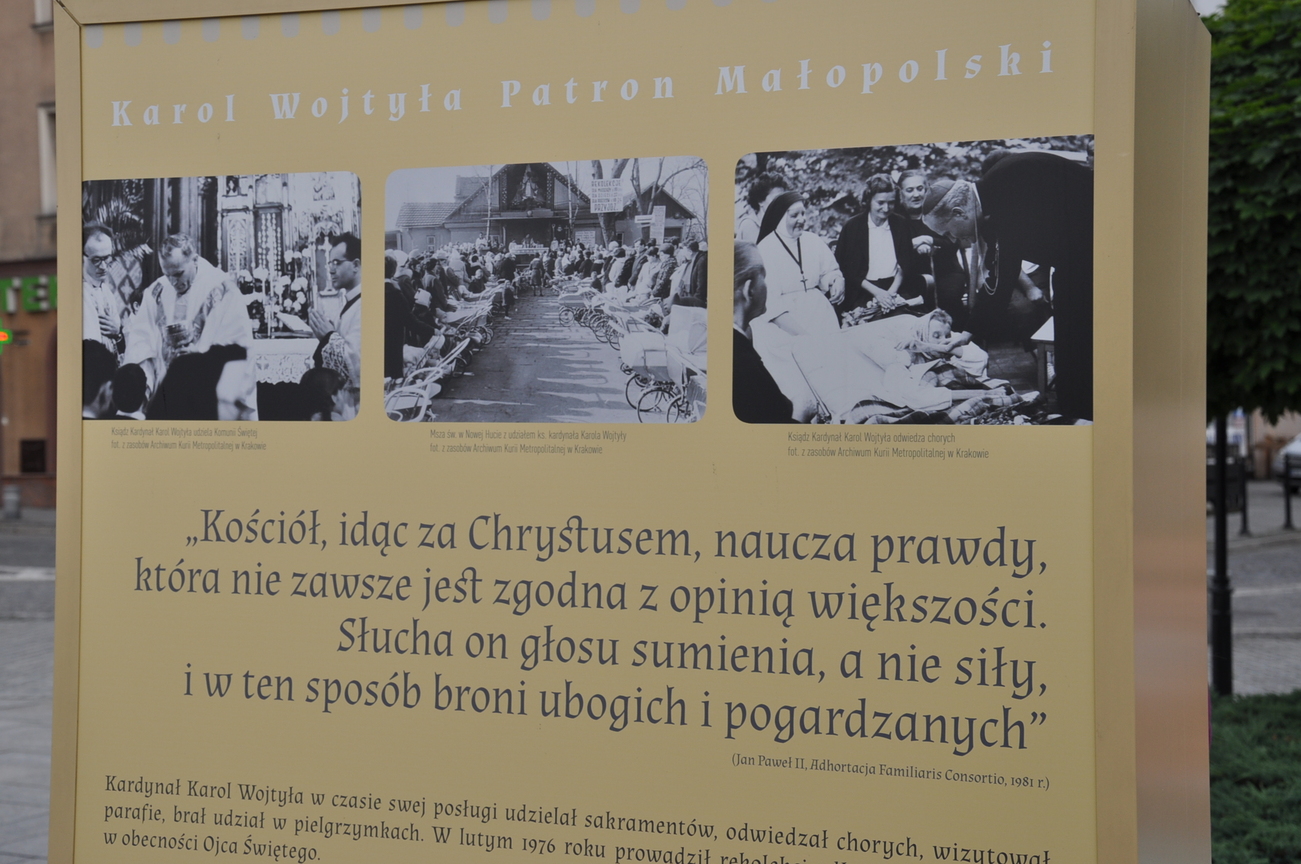 Karol Wojtyła Patron Małopolski
Ksiądz Kardynał Karol Wojtyła udziela Komunii Świętej
fot. z zasobów Archiwum Kurii Metropolitalnej w Krakowie
Msza św. w Nowej Hucie z udziałem ks. kardynała Karola Wojtyły
fot. z zasobów Archiwum Kurii Metropolitalnej w Krakowie
Ksiądz Kardynał Karol Wojtyła odwiedza chorych
fot. z zasobów Archiwum Kurii Metropolitalnej w Krakowie
„Kościół, idąc za Chrystusem, naucza prawdy,
która nie zawsze jest zgodna z opinią większości.
Słucha on głosu sumienia, a nie siły,
i w ten sposób broni ubogich i pogardzanych”
(Jan Paweł II, Adhortacja Familiaris Consortio, 1981 r.)
Kardynał Karol Wojtyła w czasie swej posługi udzielał sakramentów, odwiedzał chorych, wizytował
parafie, brał udział w pielgrzymkach. W lutym 1976 roku prowadził rekolekcje
w obecności Ojca Świętego.